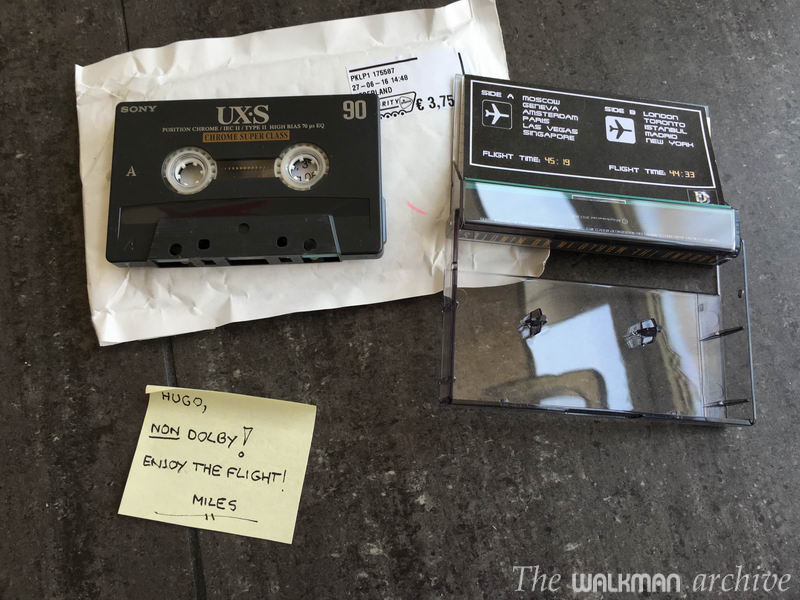 PKLP1 175587
27-06-16 14:48
PRIORITY
€ 3,75
SONY
UX·S
90
POSITION CHROME / IEC II / TYPE II HIGH BIAS 70 µs EQ
CHROME SUPER CLASS
A
SIDE A
MOSCOW
GENEVA
AMSTERDAM
PARIS
LAS VEGAS
SINGAPORE
FLIGHT TIME: 45:19
SIDE B
LONDON
TORONTO
ISTANBUL
MADRID
NEW YORK
FLIGHT TIME: 44:33
HUGO,
NON DOLBY!
ENJOY THE FLIGHT!
MILES
The WALKMAN archive